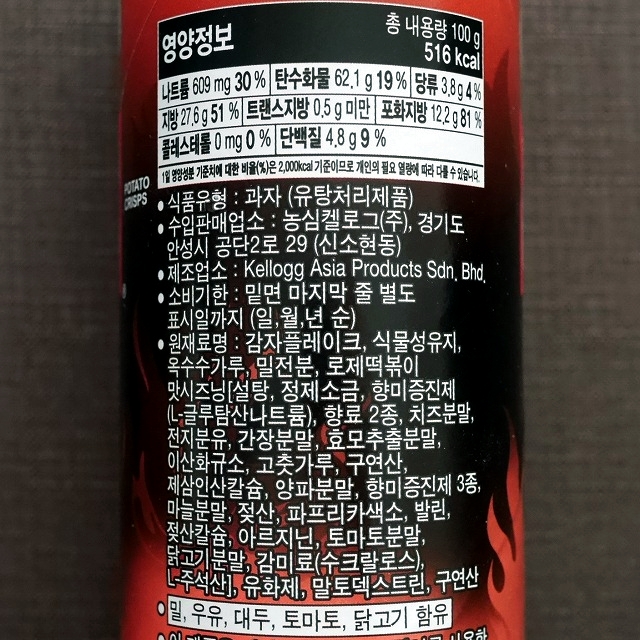 영양정보
총 내용량 100 g
516 kcal
나트륨 609 mg 30 % 탄수화물 62.1 g 19 % 당류 3.8 g 4 %
지방 27.6 g 51 % 트랜스지방 0.5 g 미만 포화지방 12.2 g 81 %
콜레스테롤 0 mg 0 % 단백질 4.8 g 9 %
1일 영양성분 기준치에 대한 비율(%)은 2,000kcal 기준이므로 개인의 필요 열량에 따라 다를 수 있습니다.
POTATO
CRISPS
• 식품유형 : 과자 (유탕처리제품)
• 수입판매업소 : 농심켈로그(주), 경기도
안성시 공단2로 29 (신소현동)
• 제조업소 : Kellogg Asia Products Sdn. Bhd.
• 소비기한 : 밑면 마지막 줄 별도
표시일까지 (일,월,년 순)
• 원재료명 : 감자플레이크, 식물성유지,
옥수수가루, 밀전분, 로제떡볶이
맛시즈닝[설탕, 정제소금, 향미증진제
(L-글루탐산나트륨), 향료 2종, 치즈분말,
전지분유, 간장분말, 효모추출분말,
이산화규소, 고춧가루, 구연산,
제삼인산칼슘, 양파분말, 향미증진제 3종,
마늘분말, 젖산, 파프리카색소, 발린,
젖산칼슘, 아르지닌, 토마토분말,
닭고기분말, 감미료(수크랄로스),
L-주석산], 유화제, 말토덱스트린, 구연산
• 밀, 우유, 대두, 토마토, 닭고기 함유